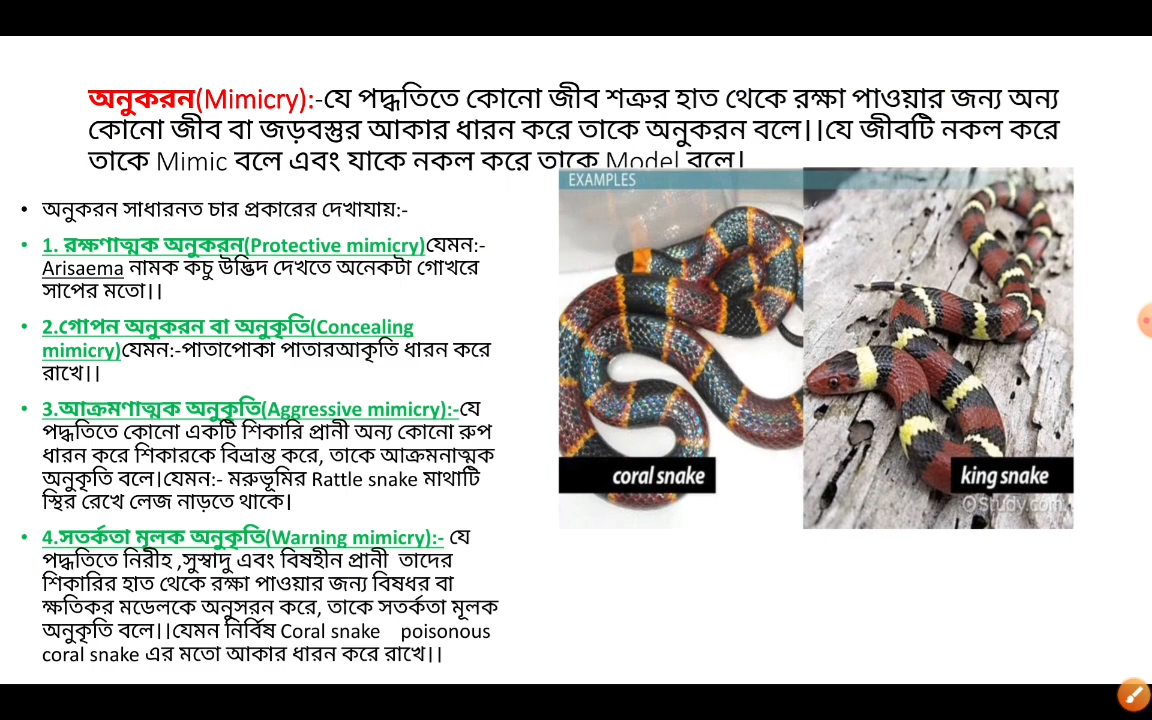 অনুকরন(Mimicry):-যে পদ্ধতিতে কোনো জীব শত্রুর হাত থেকে রক্ষা পাওয়ার জন্য অন্য
কোনো জীব বা জড়বস্তুর আকার ধারন করে তাকে অনুকরন বলে||যে জীবটি নকল করে
তাকে Mimic বলে এবং যাকে নকল করে তাকে Model বলে|
• অনুকরন সাধারনত চার প্রকারের দেখাযায়:-
• 1. রক্ষণাত্মক অনুকরন(Protective mimicry)যেমন:-
Arisaema নামক কচু উদ্ভিদ দেখতে অনেকটা গোখরে
সাপের মতো||
• 2.গোপন অনুকরন বা অনুকৃতি(Concealing
mimicry)যেমন:-পাতাপোকা পাতারআকৃতি ধারন করে
রাখে||
• 3.আক্রমণাত্মক অনুকৃতি(Aggressive mimicry):-যে
পদ্ধতিতে কোনো একটি শিকারি প্রানী অন্য কোনো রুপ
ধারন করে শিকারকে বিভ্রান্ত করে, তাকে আক্রমনাত্মক
অনুকৃতি বলে|যেমন:- মরুভূমির Rattle snake মাথাটি
স্থির রেখে লেজ নাড়তে থাকে|
• 4.সতর্কতা মূলক অনুকৃতি(Warning mimicry):- যে
পদ্ধতিতে নিরীহ ,সুস্বাদু এবং বিষহীন প্রানী তাদের
শিকারির হাত থেকে রক্ষা পাওয়ার জন্য বিষধর বা
ক্ষতিকর মডেলকে অনুসরন করে, তাকে সতর্কতা মূলক
অনুকৃতি বলে||যেমন নির্বিষ Coral snake poisonous
coral snake এর মতো আকার ধারন করে রাখে||
EXAMPLES
coral snake
king snake
Study.com